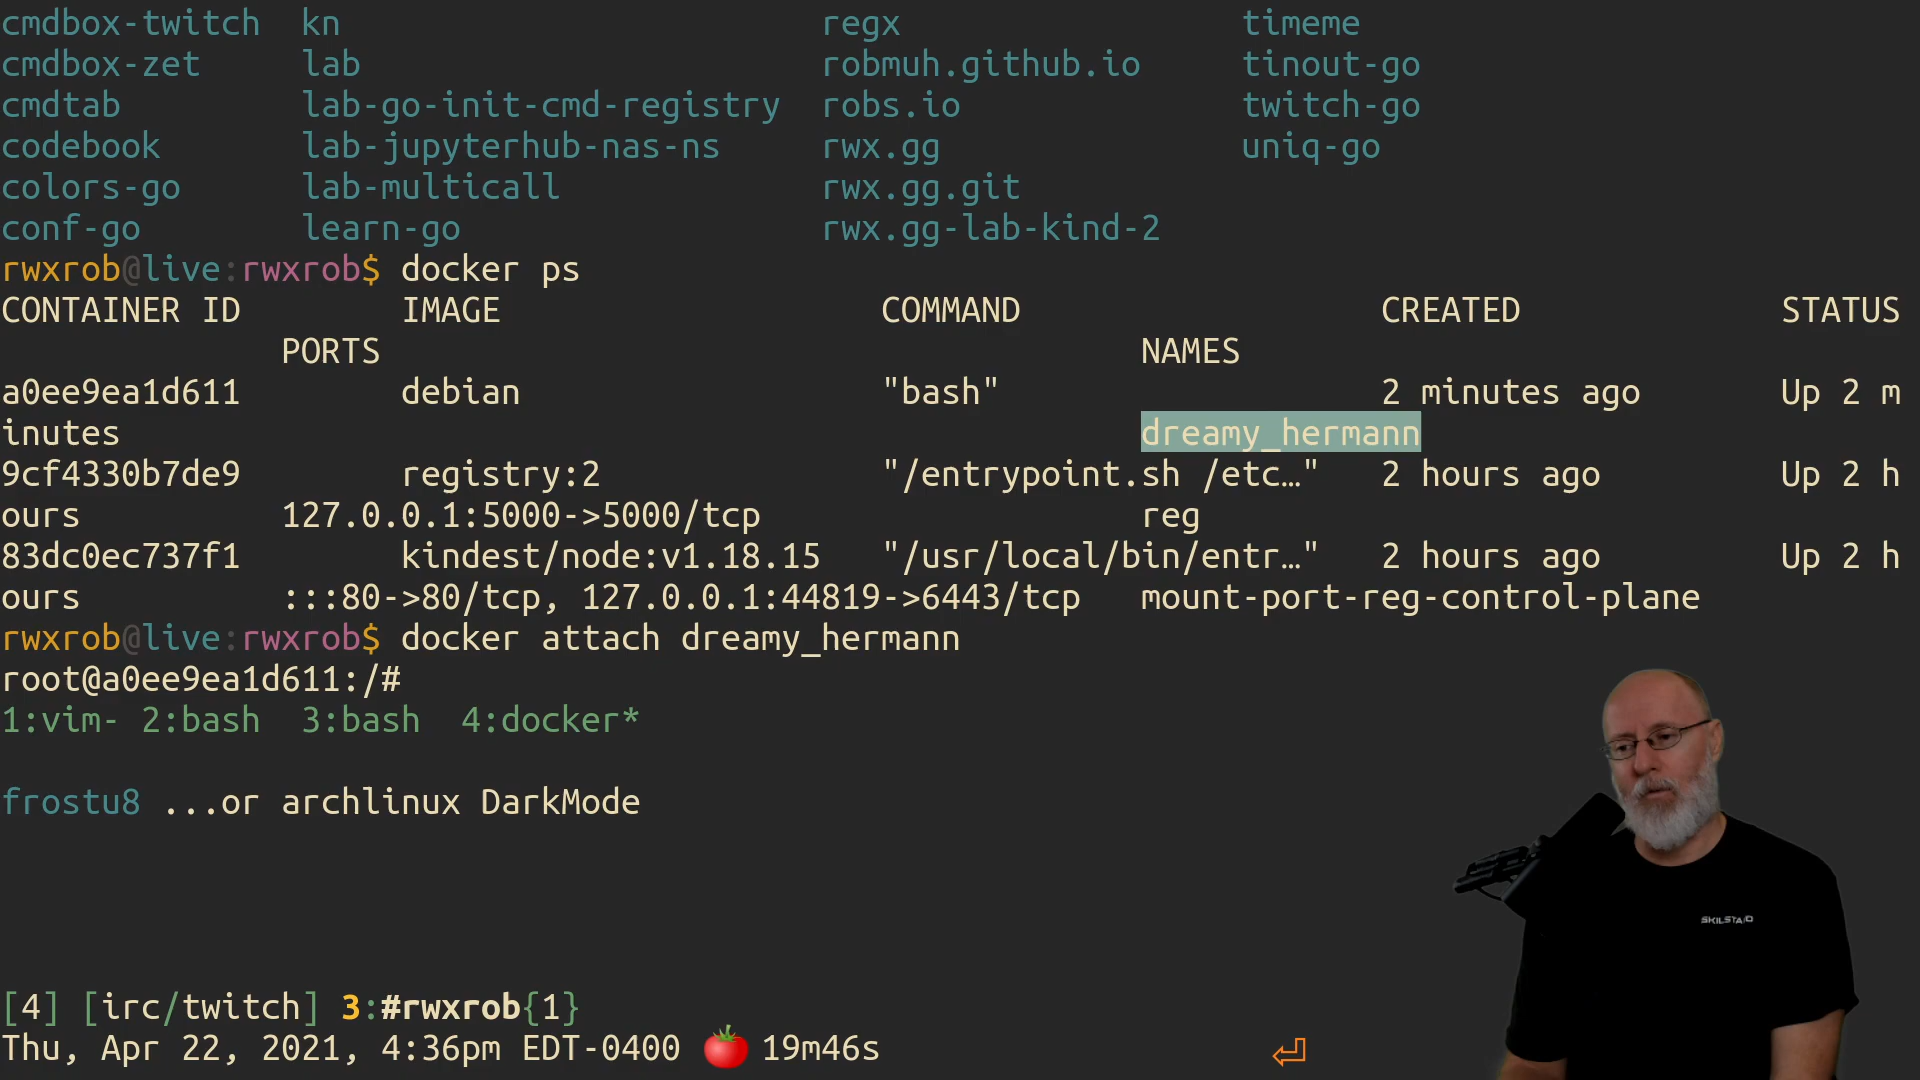 cmdbox-twitch kn regx timeme
cmdbox-zet lab robmuh.github.io tinout-go
cmdtab lab-go-init-cmd-registry robs.io twitch-go
codebook lab-jupyterhub-nas-ns rwx.gg uniq-go
colors-go lab-multicall rwx.gg.git
conf-go learn-go rwx.gg-lab-kind-2
rwxrob@live:rwxrob$ docker ps
CONTAINER ID IMAGE COMMAND CREATED STATUS
PORTS NAMES
a0ee9ea1d611 debian "bash" 2 minutes ago Up 2 m
inutes dreamy_hermann
9cf4330b7de9 registry:2 "/entrypoint.sh /etc…" 2 hours ago Up 2 h
ours 127.0.0.1:5000->5000/tcp reg
83dc0ec737f1 kindest/node:v1.18.15 "/usr/local/bin/entr…" 2 hours ago Up 2 h
ours :::80->80/tcp, 127.0.0.1:44819->6443/tcp mount-port-reg-control-plane
rwxrob@live:rwxrob$ docker attach dreamy_hermann
root@a0ee9ea1d611:/#
1:vim- 2:bash 3:bash 4:docker*
frostu8 ...or archlinux DarkMode
SKILSTAK
[4] [irc/twitch] 3:#rwxrob{1}
Thu, Apr 22, 2021, 4:36pm EDT-0400 🍅 19m46s